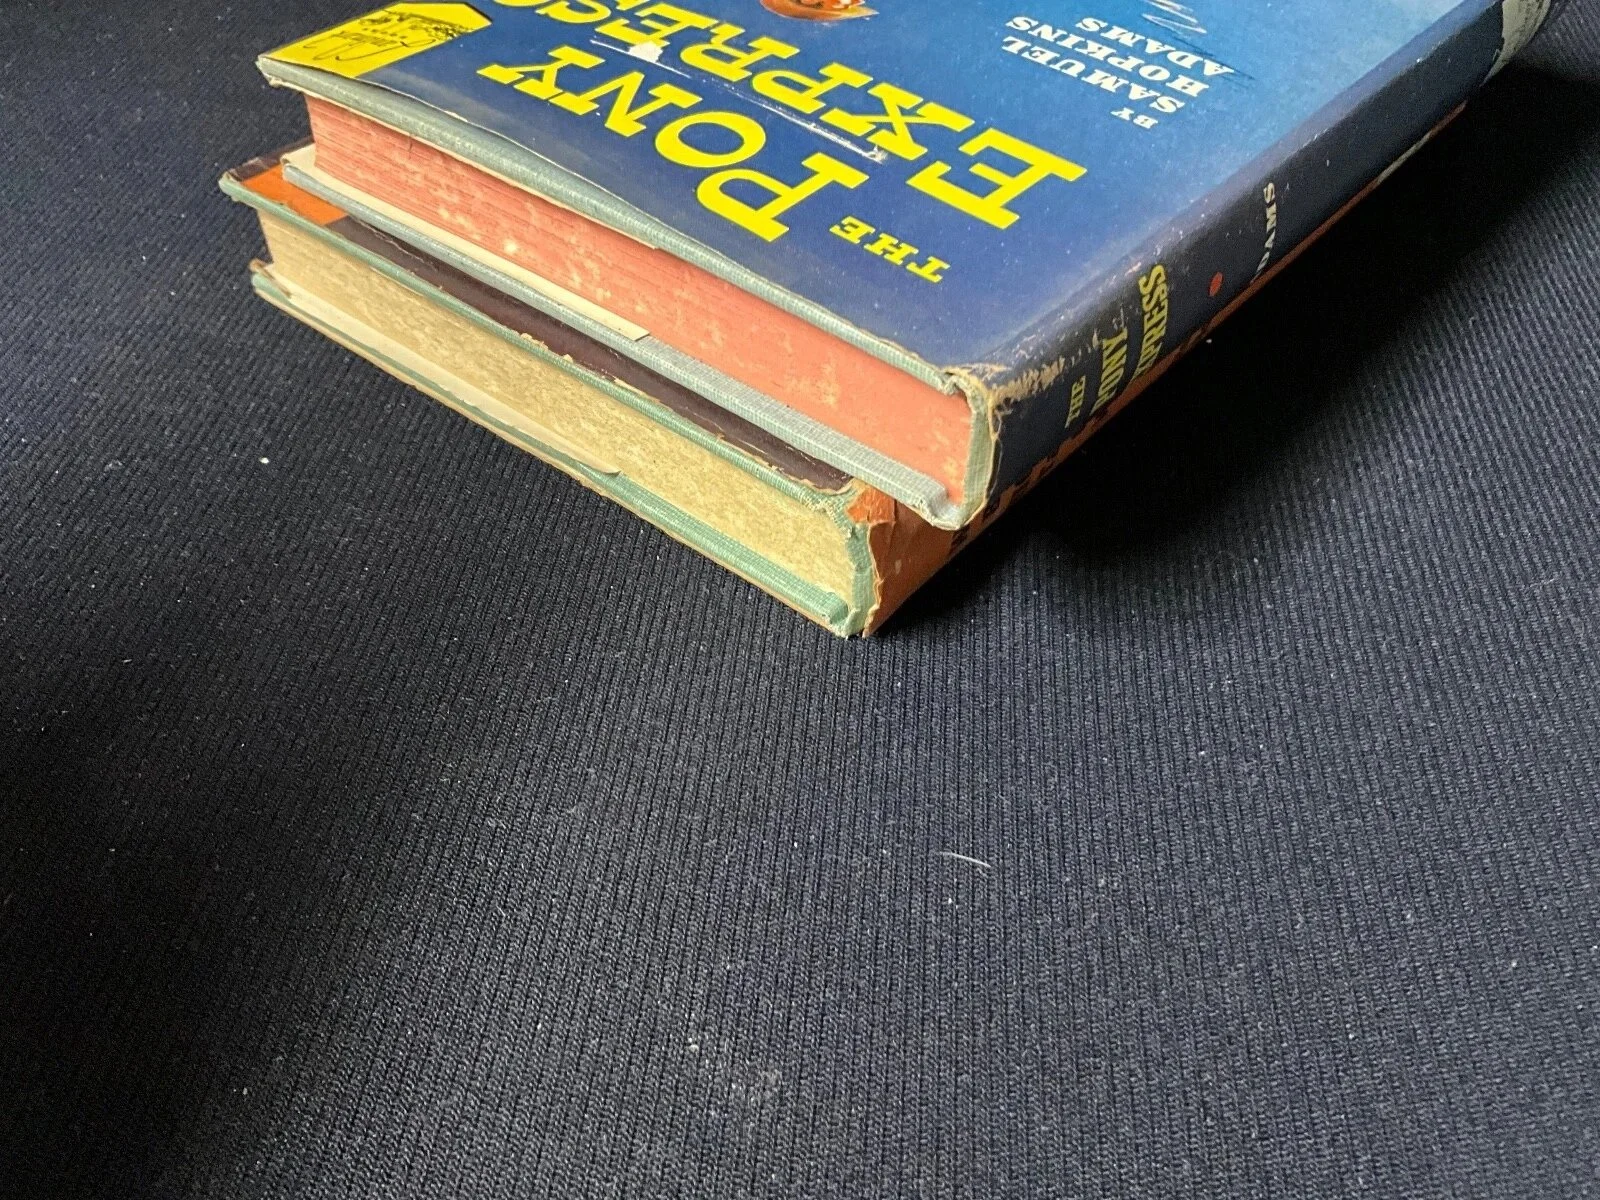 THE
PONY
EXPRESS
BY
SAMUEL
HOPKINS
ADAMS
THE
PONY
EXPRESS
ADAMS